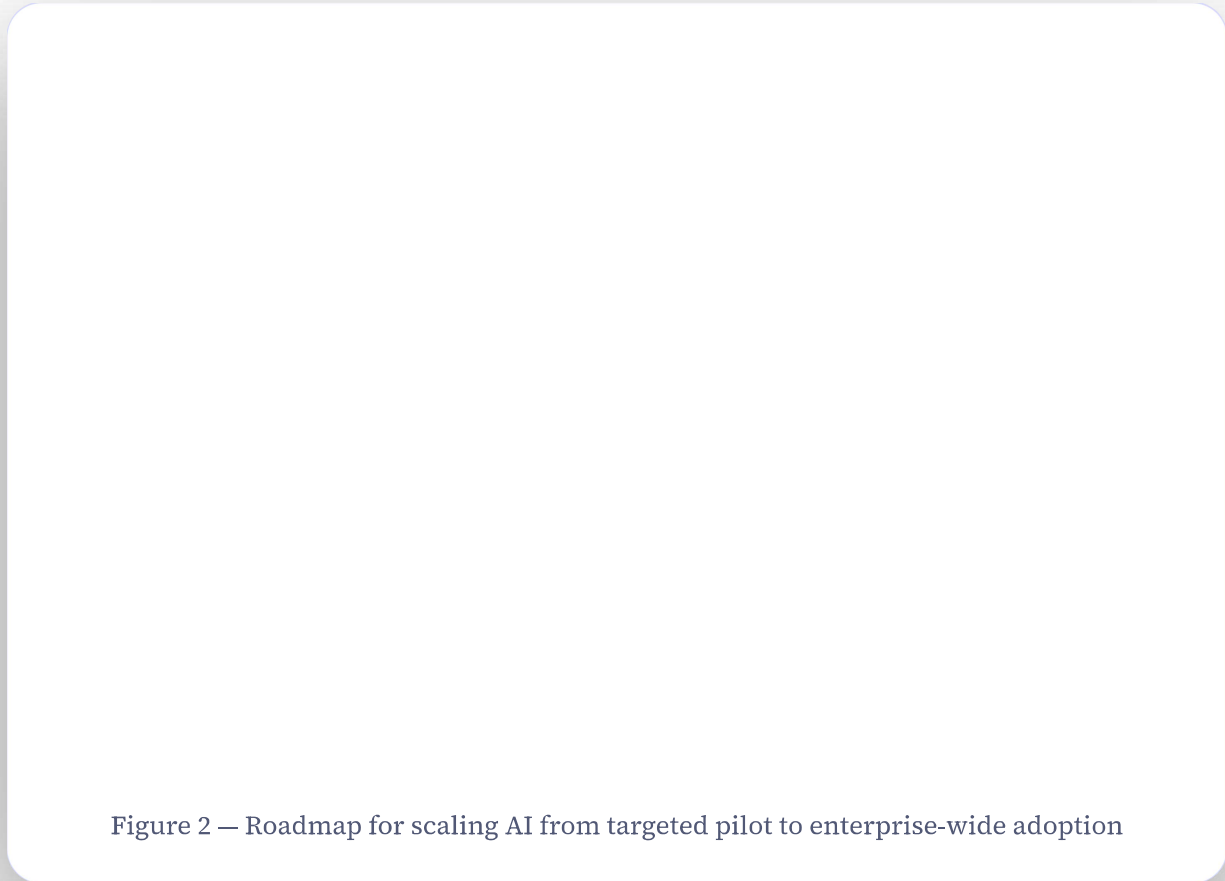 Figure 2 — Roadmap for scaling AI from targeted pilot to enterprise-wide adoption